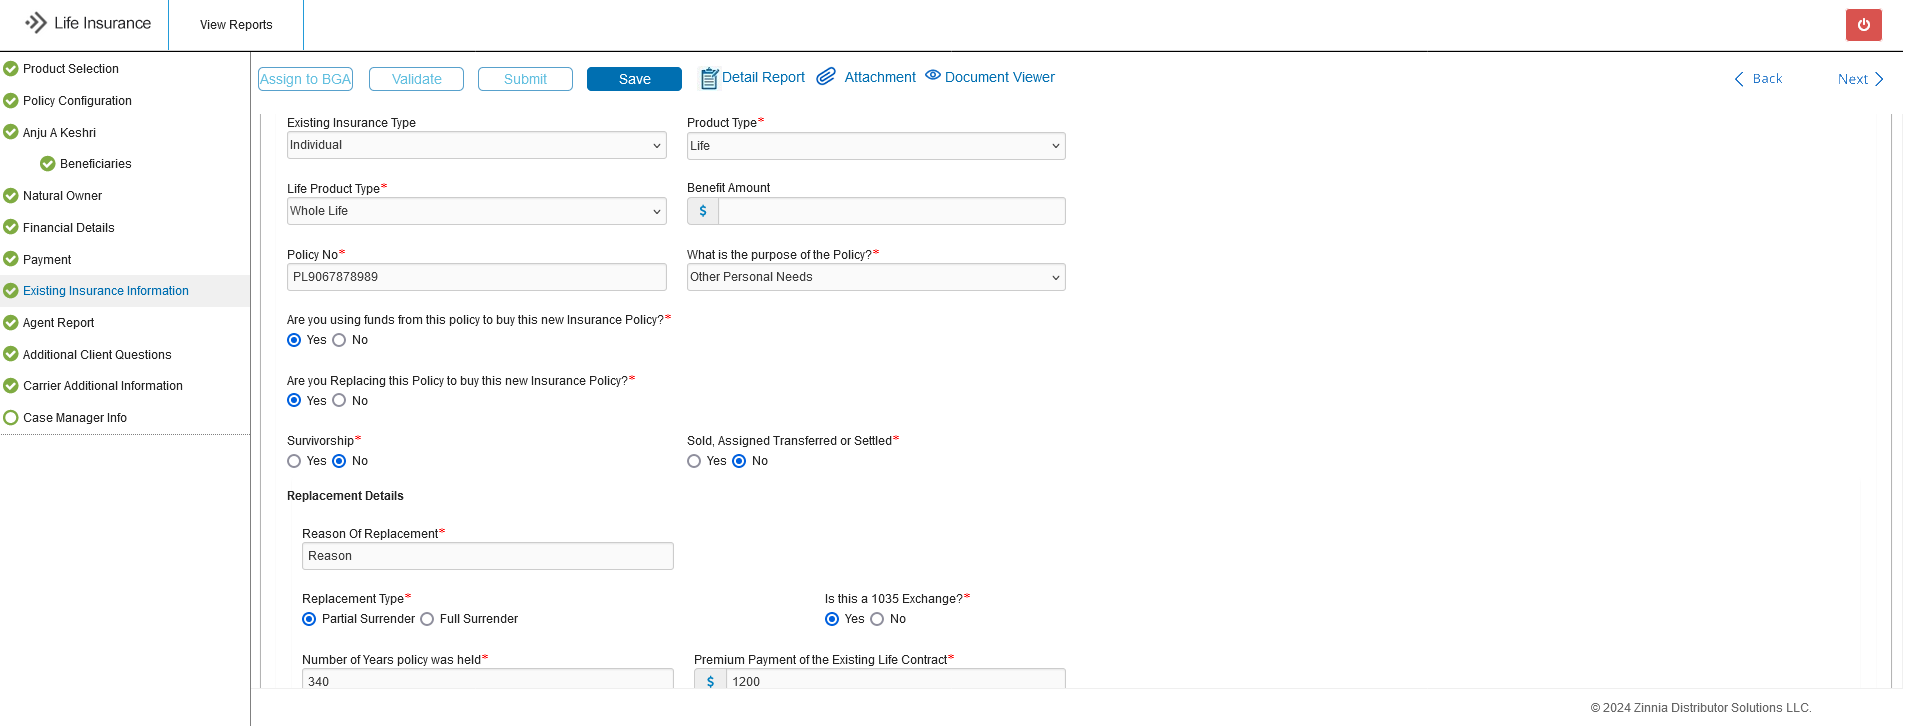 Life Insurance
View Reports
Product Selection
Policy Configuration
Anju A Keshri
Beneficiaries
Natural Owner
Financial Details
Payment
Existing Insurance Information
Agent Report
Additional Client Questions
Carrier Additional Information
Case Manager Info
Assign to BGA Validate Submit Save Detail Report Attachment Document Viewer Back Next
Existing Insurance Type Product Type*
Individual Life
Life Product Type* Benefit Amount
Whole Life $
Policy No* What is the purpose of the Policy?*
PL9067878989 Other Personal Needs
Are you using funds from this policy to buy this new Insurance Policy?*
Yes No
Are you Replacing this Policy to buy this new Insurance Policy?*
Yes No
Survivorship* Sold, Assigned Transferred or Settled*
Yes No Yes No
Replacement Details
Reason Of Replacement*
Reason
Replacement Type* Is this a 1035 Exchange?*
Partial Surrender Full Surrender Yes No
Number of Years policy was held* Premium Payment of the Existing Life Contract*
340 $ 1200
© 2024 Zinnia Distributor Solutions LLC.